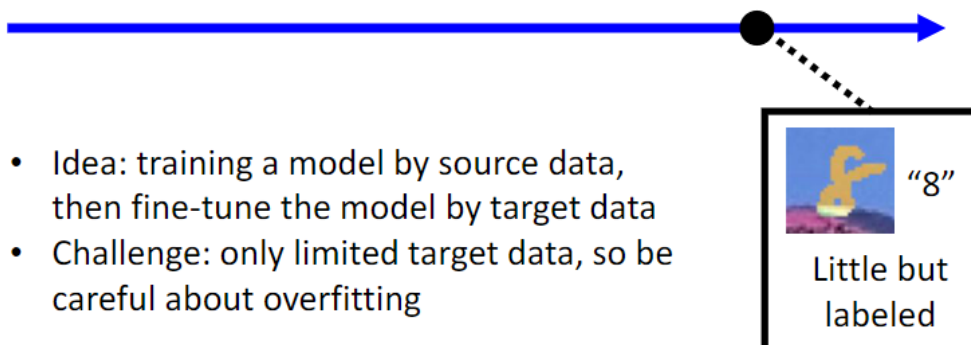 • Idea: training a model by source data,
then fine-tune the model by target data
• Challenge: only limited target data, so be
careful about overfitting
“8”
Little but
labeled